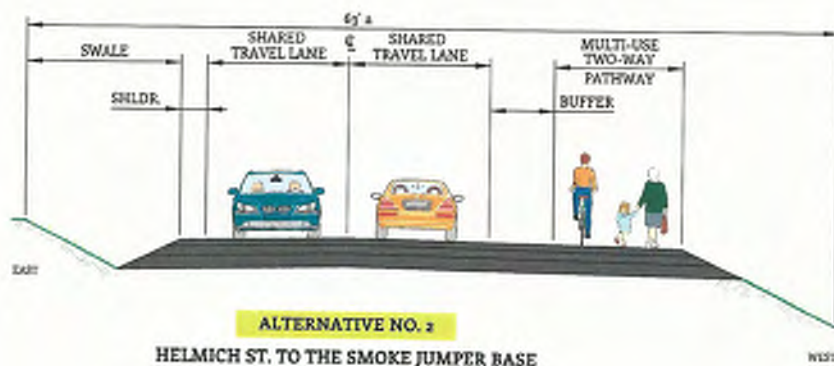 63' ±
SWALE
SHARED
TRAVEL LANE
℄
SHARED
TRAVEL LANE
MULTI-USE
TWO-WAY
PATHWAY
SHLDR.
BUFFER
EAST
ALTERNATIVE NO. 2
HELMICH ST. TO THE SMOKE JUMPER BASE
WEST